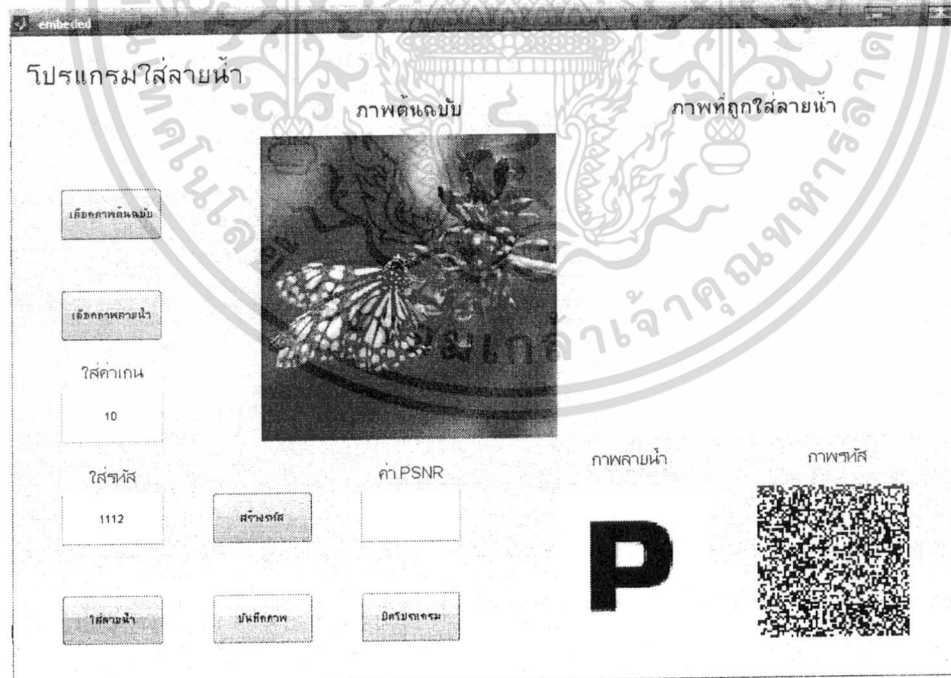 embeded
โปรแกรมใส่ลายน้ำ
ภาพต้นฉบับ
ภาพที่ถูกใส่ลายน้ำ
เลือกภาพต้นฉบับ
เลือกภาพลายน้ำ
ใส่ค่าเกน
10
ใส่รหัส
1112
สร้างรหัส
ค่า PSNR
ภาพลายน้ำ
ภาพรหัส
P
ใส่ลายน้ำ
บันทึกภาพ
ปิดโปรแกรม